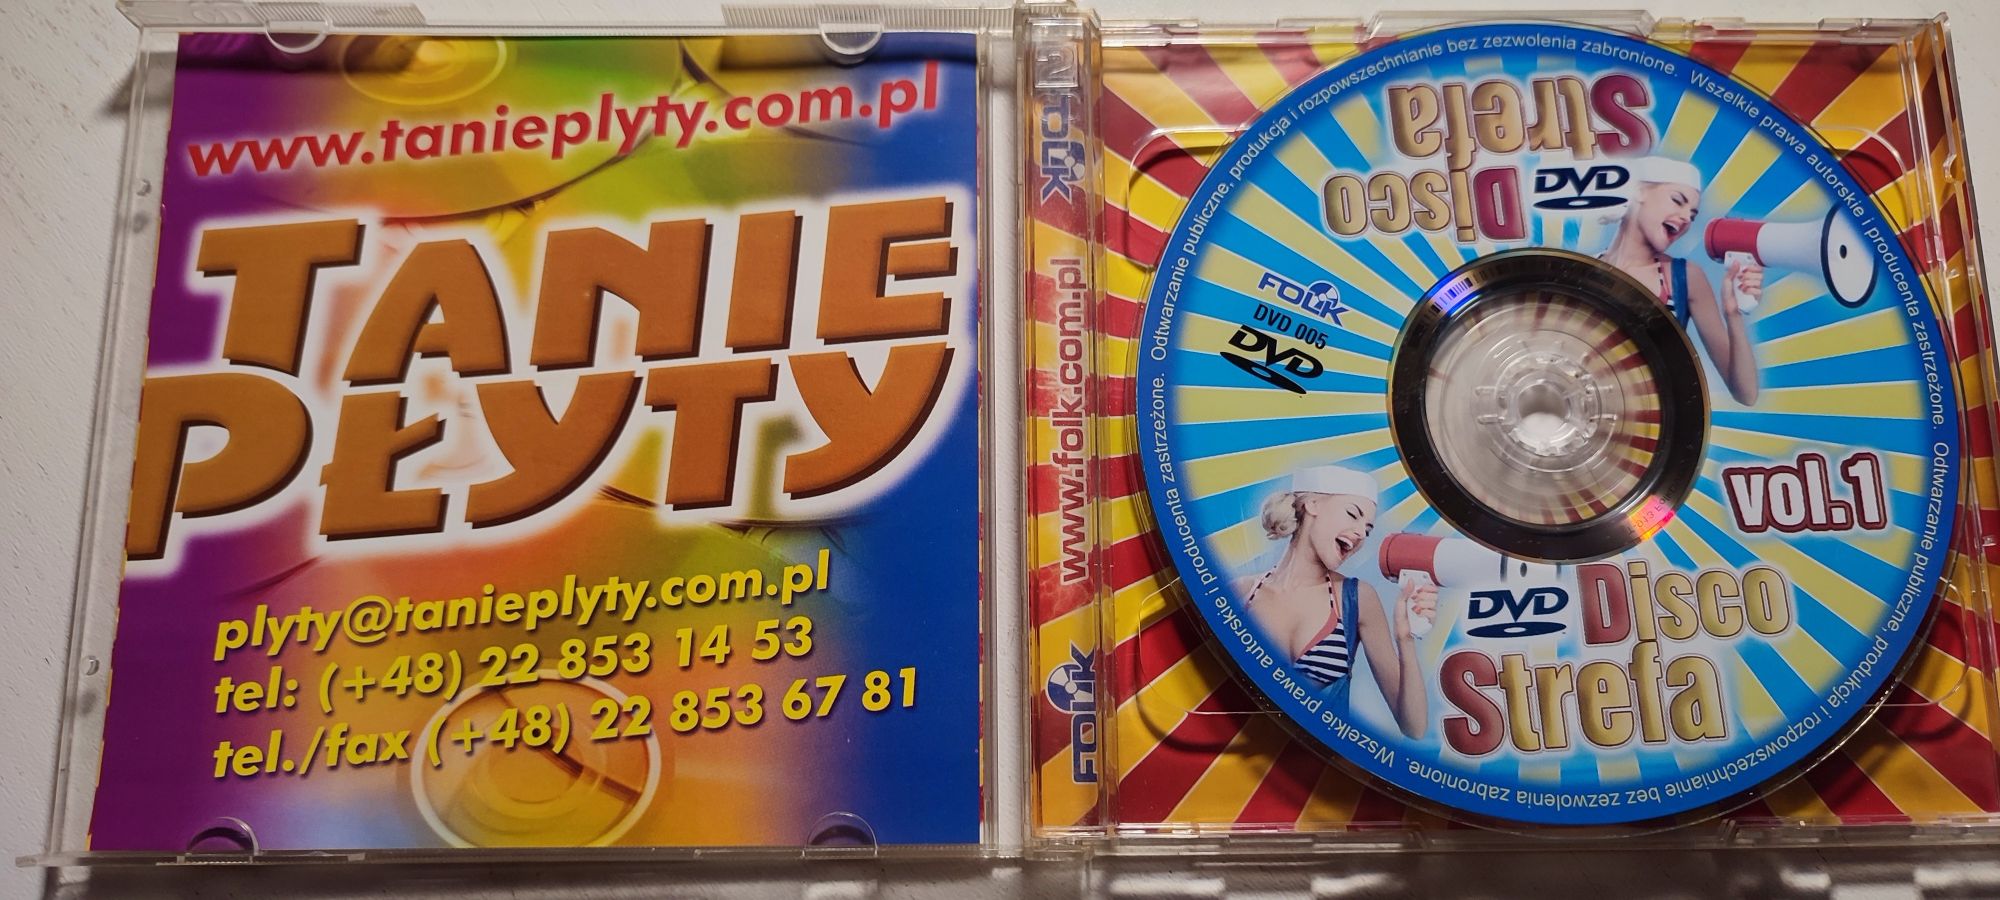 www.tanieplyty.com.pl
TANIE
PŁYTY
plyty@tanieplyty.com.pl
tel: (+48) 22 853 14 53
tel./fax (+48) 22 853 67 81
2
FOLK
www.folk.com.pl
FOLK
Wszelkie prawa autorskie i producenta zastrzeżone. Odtwarzanie publiczne, produkcja i rozpowszechnianie bez zezwolenia zabronione.
Wszelkie prawa autorskie i producenta zastrzeżone. Odtwarzanie publiczne, produkcja i rozpowszechnianie bez zezwolenia zabronione.
Disco
Strefa
DVD
FOLK
DVD 005
DVD
vol.1
DVD
Disco
Strefa